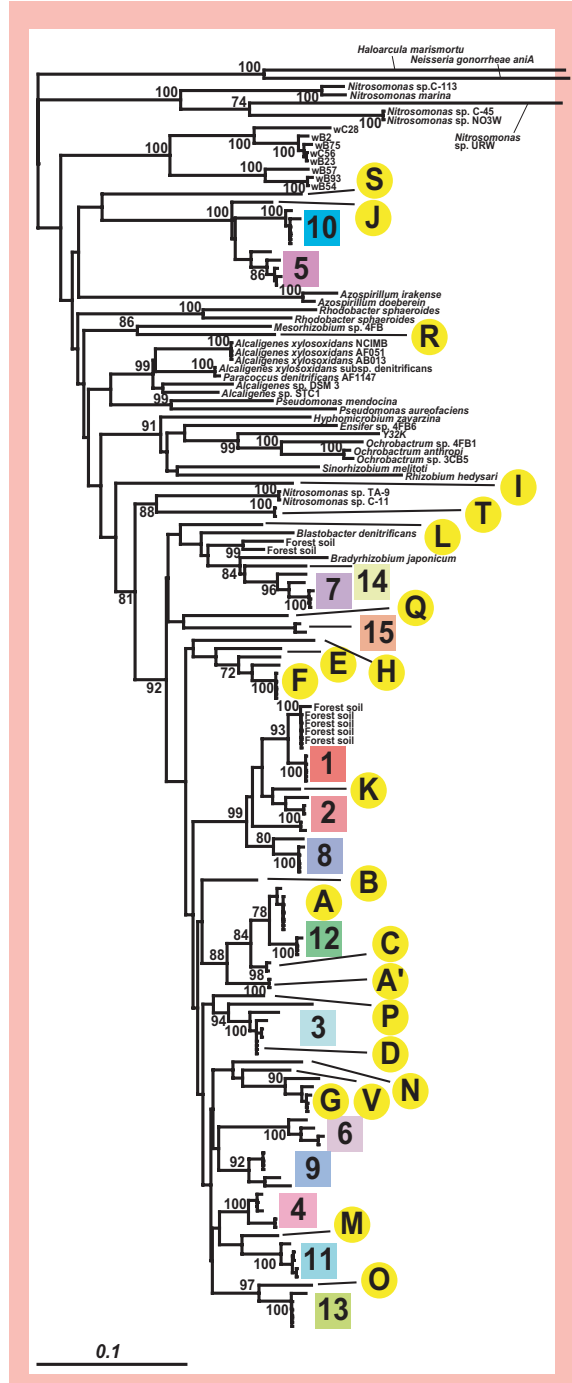 Haloarcula marismortu
Neisseria gonorrheae aniA
100
Nitrosomonas sp.C-113
100
100
Nitrosomonas marina
74
Nitrosomonas sp. C-45
100
Nitrosomonas sp. NO3W
Nitrosomonas
sp. URW
wC28
wB2
100
wB75
100
wC56
wB23
100
wB57
wB93
100
wB54
S
J
100
100
10
5
86
100
Azospirillum irakense
Azospirillum doeberein
100
Rhodobacter sphaeroides
Rhodobacter sphaeroides
86
Mesorhizobium sp. 4FB
R
Alcaligenes xylosoxidans NCIMB
100
Alcaligenes xylosoxidans AF051
Alcaligenes xylosoxidans AB013
99
Alcaligenes xylosoxidans subsp. denitrificans
100
Paracoccus denitrificans AF1147
Alcaligenes sp. DSM 3
Alcaligenes sp. STC1
99
Pseudomonas mendocina
Pseudomonas aureofaciens
91
Hyphomicrobium zavarzina
Ensifer sp. 4FB6
Y32K
99
100
Ochrobactrum sp. 4FB1
100
Ochrobactrum anthropi
Ochrobactrum sp. 3CB5
Sinorhizobium melitoti
Rhizobium hedysari
I
100
Nitrosomonas sp. TA-9
Nitrosomonas sp. C-11
88
100
T
L
Blastobacter denitrificans
Forest soil
99
Forest soil
Bradyrhizobium japonicum
84
14
96
7
100
81
Q
15
H
E
92
72
F
100
100
Forest soil
Forest soil
Forest soil
93
Forest soil
Forest soil
1
100
K
2
100
99
80
8
100
B
78
A
84
12
100
C
88
98
A'
100
P
94
3
100
D
N
90
V
G
6
100
9
92
100
4
M
11
100
97
O
100
13
0.1